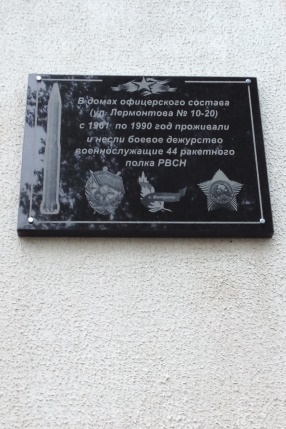 В домах офицерского состава
(ул. Лермонтова № 10-20)
с 1961 по 1990 год проживали
и несли боевое дежурство
военнослужащие 44 ракетного
полка РВСН